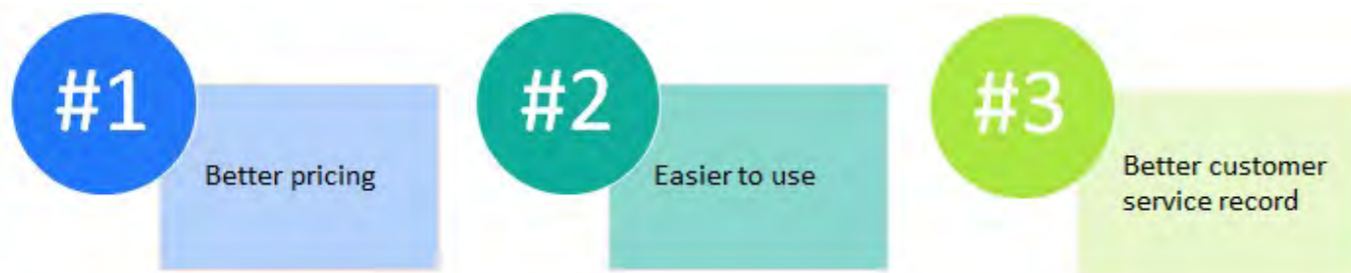 #1
Better pricing
#2
Easier to use
#3
Better customer
service record